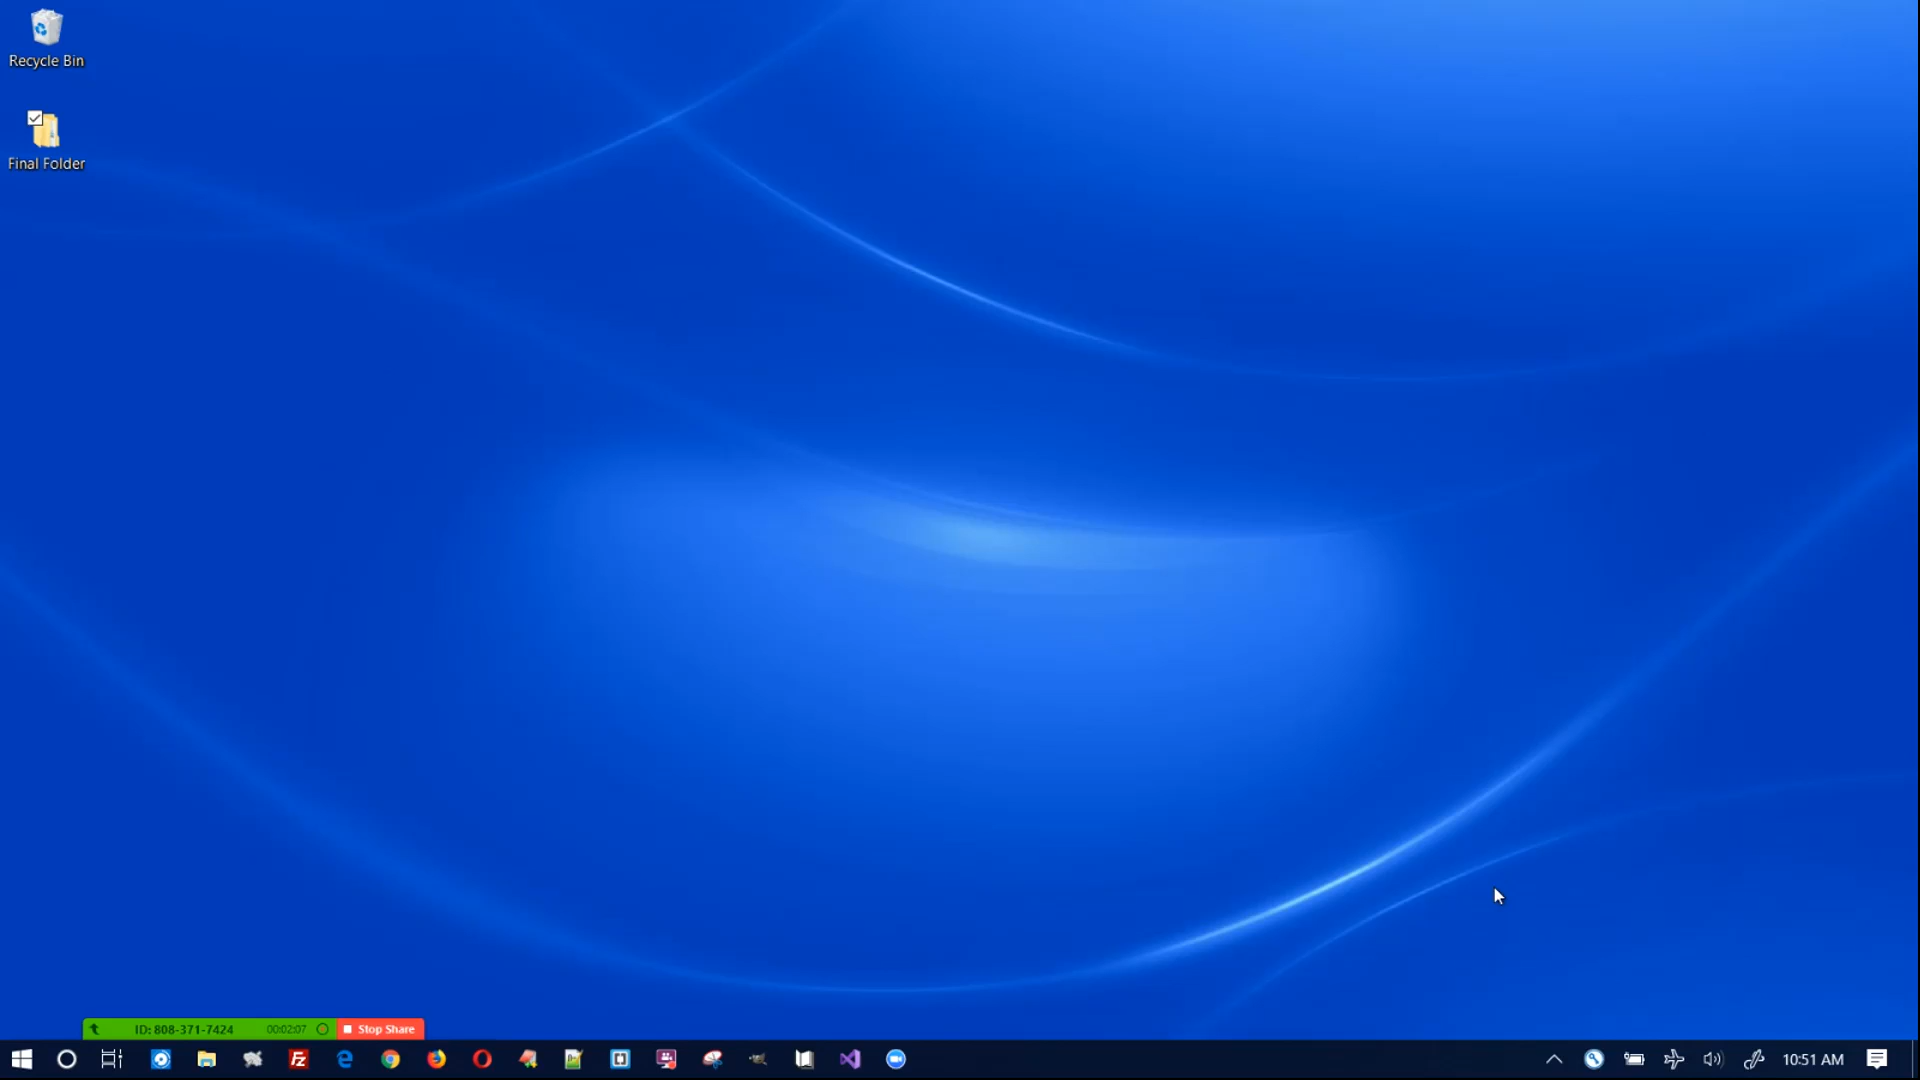 Recycle Bin
Final Folder
ID: 808-371-7424 00:02:07 Stop Share
10:51 AM